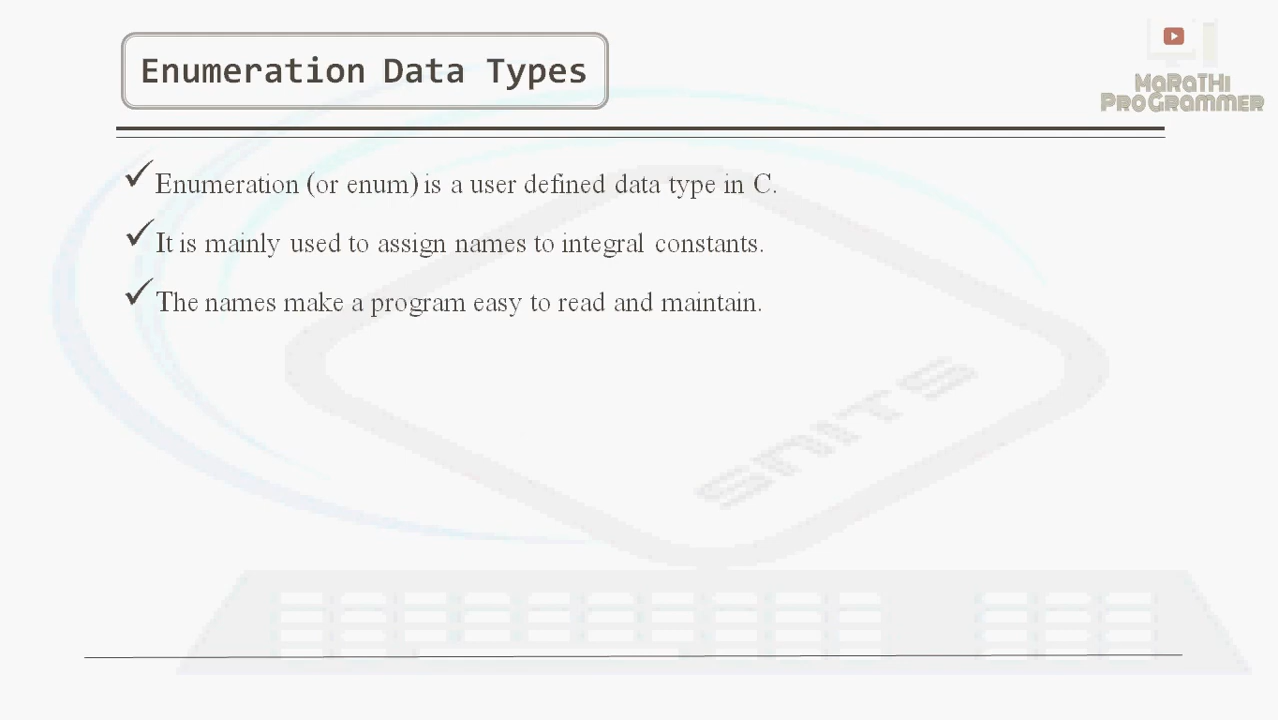 Enumeration Data Types
MaRaTHi
ProGrammer
Enumeration (or enum) is a user defined data type in C.
It is mainly used to assign names to integral constants.
The names make a program easy to read and maintain.
SNITS